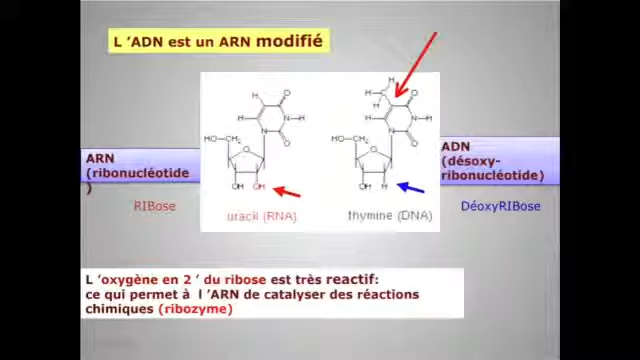 L 'ADN est un ARN modifié
H
O
H
H
N
H
N
O
HO
CH2
O
OH
OH
uracil (RNA)
H
H
C
H
O
H
N
H
N
O
HO
CH2
O
OH
H
thymine (DNA)
ARN
(ribonucléotide
)
RIBose
ADN
(désoxy-
ribonucléotide)
DéoxyRIBose
L 'oxygène en 2 ' du ribose est très reactif:
ce qui permet à l 'ARN de catalyser des réactions
chimiques (ribozyme)